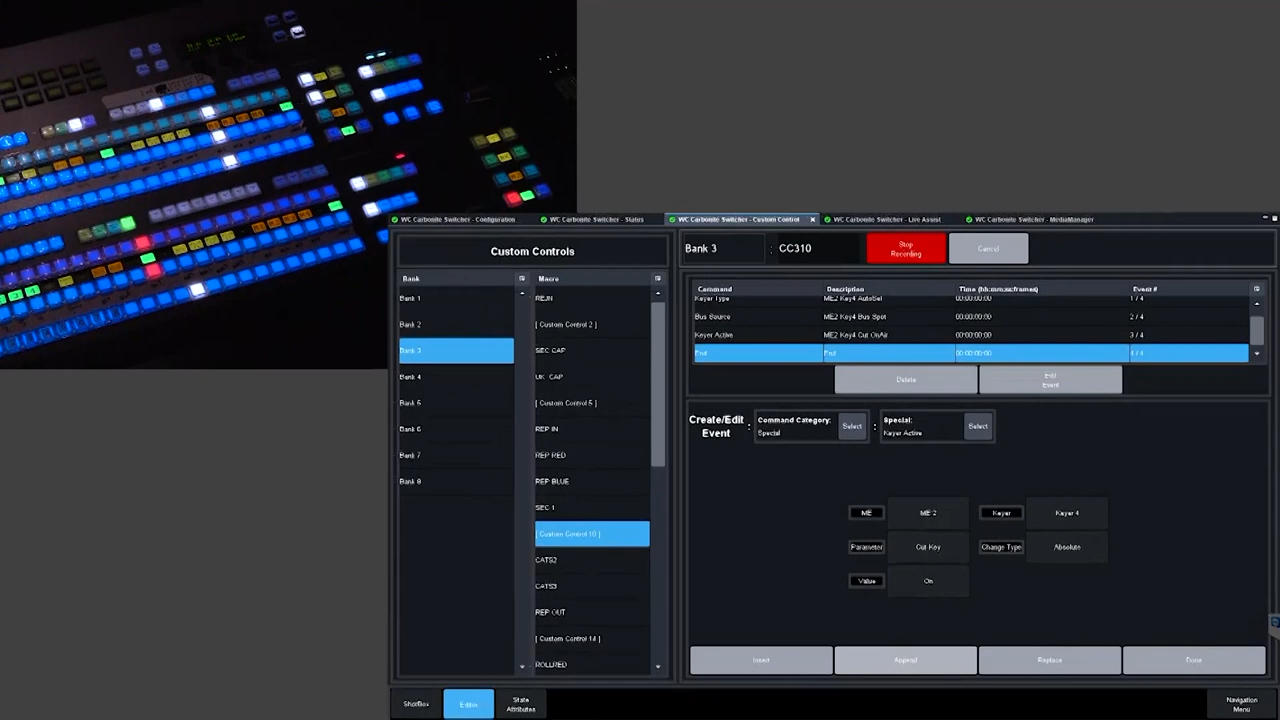 WC Carbonite Switcher - Configuration
WC Carbonite Switcher - Status
WC Carbonite Switcher - Custom Control
WC Carbonite Switcher - Live Assist
WC Carbonite Switcher - MediaManager
Custom Controls
Bank 3 : CC310
Stop Recording
Cancel
Bank
Macro
Bank 1
Bank 2
Bank 3
Bank 4
Bank 5
Bank 6
Bank 7
Bank 8
REJN
[ Custom Control 2 ]
SEC CAP
UK CAP
[ Custom Control 5 ]
REP IN
REP RED
REP BLUE
SEC 1
[ Custom Control 10 ]
CATS2
CATS3
REP OUT
[ Custom Control 14 ]
ROLLRED
Command Description Time (hh:mm:ss:frames) Event #
Keyer Type ME2 Key4 AutoSel 00:00:00:00 1 / 4
Bus Source ME2 Key4 Bus Spot 00:00:00:00 2 / 4
Keyer Active ME2 Key4 Cut OnAir 00:00:00:00 3 / 4
End End 00:00:00:00 4 / 4
Delete
Edit Event
Create/Edit Event :
Command Category: Special Select
: Special: Keyer Active Select
ME ME 2 Keyer Keyer 4
Parameter Cut Key Change Type Absolute
Value On
Insert Append Replace Done
ShotBox Editor State Attributes
Navigation Menu